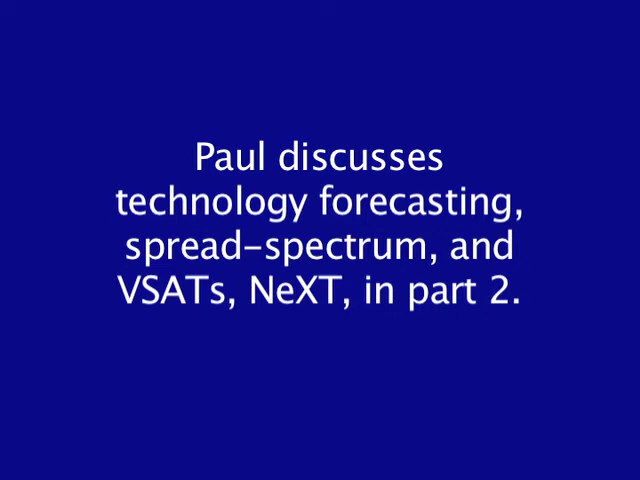 Paul discusses
technology forecasting,
spread-spectrum, and
VSATs, NeXT, in part 2.